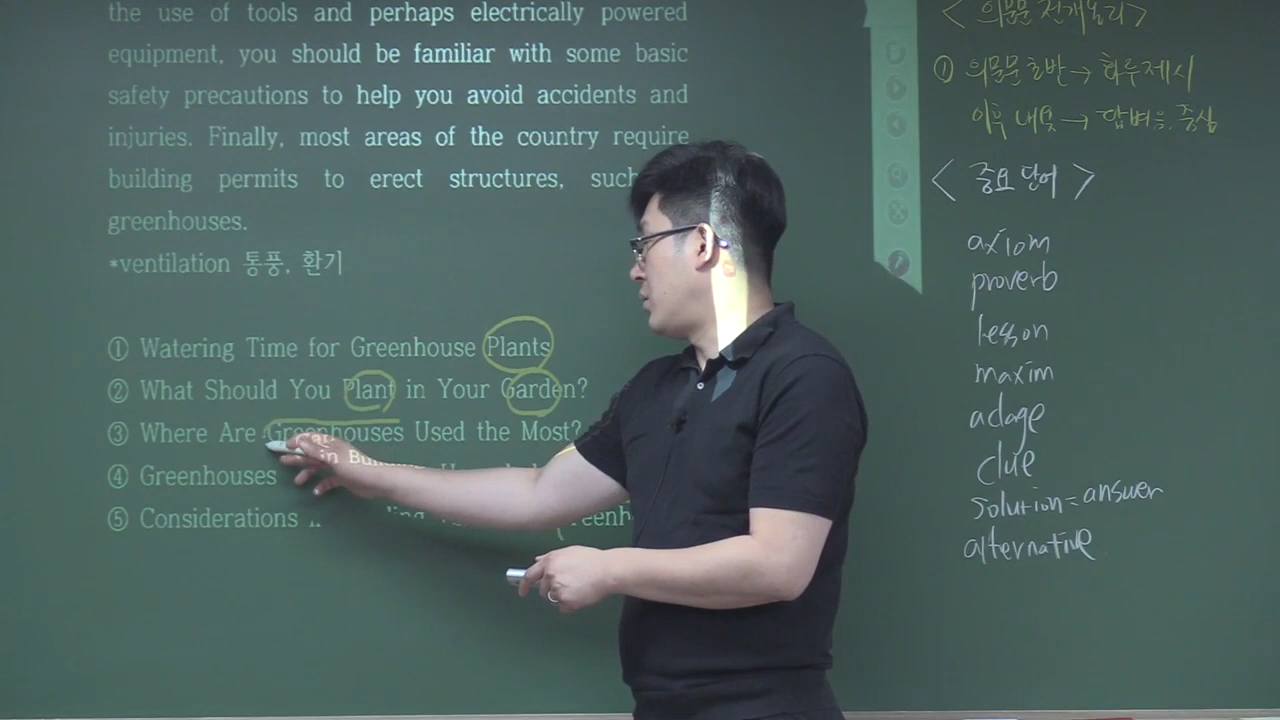 the use of tools and perhaps electrically powered
equipment, you should be familiar with some basic
safety precautions to help you avoid accidents and
injuries. Finally, most areas of the country require
building permits to erect structures, such
greenhouses.
*ventilation 통풍, 환기
① Watering Time for Greenhouse Plants
② What Should You Plant in Your Garden?
③ Where Are Greenhouses Used the Most?
④ Greenhouses in
⑤ Considerations
<의문문 전개논리>
① 의문문 초반 → 화두제시
이후 내용 → 답변은 중심
<중요 단어>
axiom
proverb
lesson
maxim
adage
clue
solution = answer
alternative